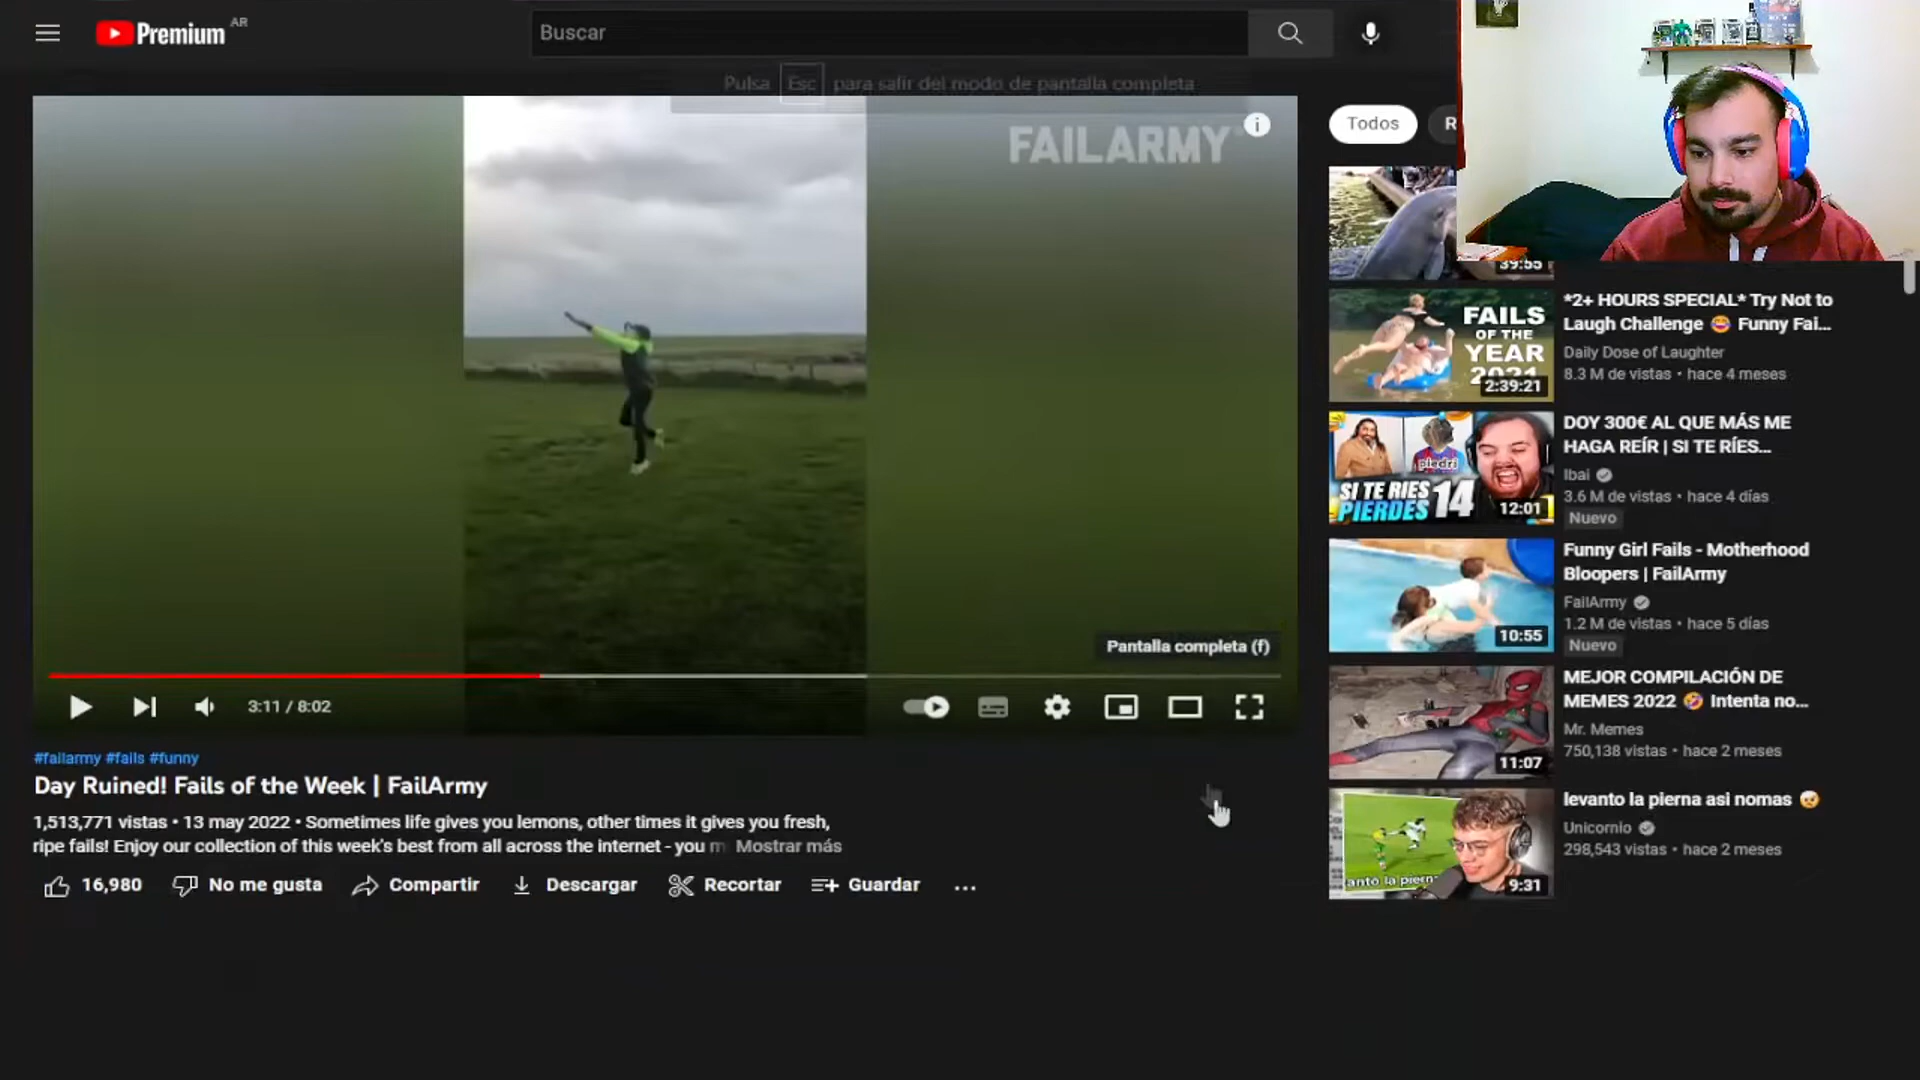 Premium AR
Buscar
Pulsa Esc para salir del modo de pantalla completa
FAILARMY
Todos
39:55
FAILS
OF THE
YEAR
2021
2:39:21
*2+ HOURS SPECIAL* Try Not to
Laugh Challenge 😂 Funny Fai...
Daily Dose of Laughter
8.3 M de vistas • hace 4 meses
piedri
SI TE RIES
PIERDES 14
12:01
DOY 300€ AL QUE MÁS ME
HAGA REÍR | SI TE RÍES...
Ibai
3.6 M de vistas • hace 4 días
Nuevo
10:55
Funny Girl Fails - Motherhood
Bloopers | FailArmy
FailArmy
1.2 M de vistas • hace 5 días
Nuevo
11:07
MEJOR COMPILACIÓN DE
MEMES 2022 🤣 Intenta no...
Mr. Memes
750,138 vistas • hace 2 meses
9:31
levanto la pierna asi nomas 🤕
Unicornio
298,543 vistas • hace 2 meses
Pantalla completa (f)
3:11 / 8:02
#failarmy #fails #funny
Day Ruined! Fails of the Week | FailArmy
1,513,771 vistas • 13 may 2022 • Sometimes life gives you lemons, other times it gives you fresh,
ripe fails! Enjoy our collection of this week's best from all across the internet - you Mostrar más
16,980 No me gusta Compartir Descargar Recortar Guardar ...